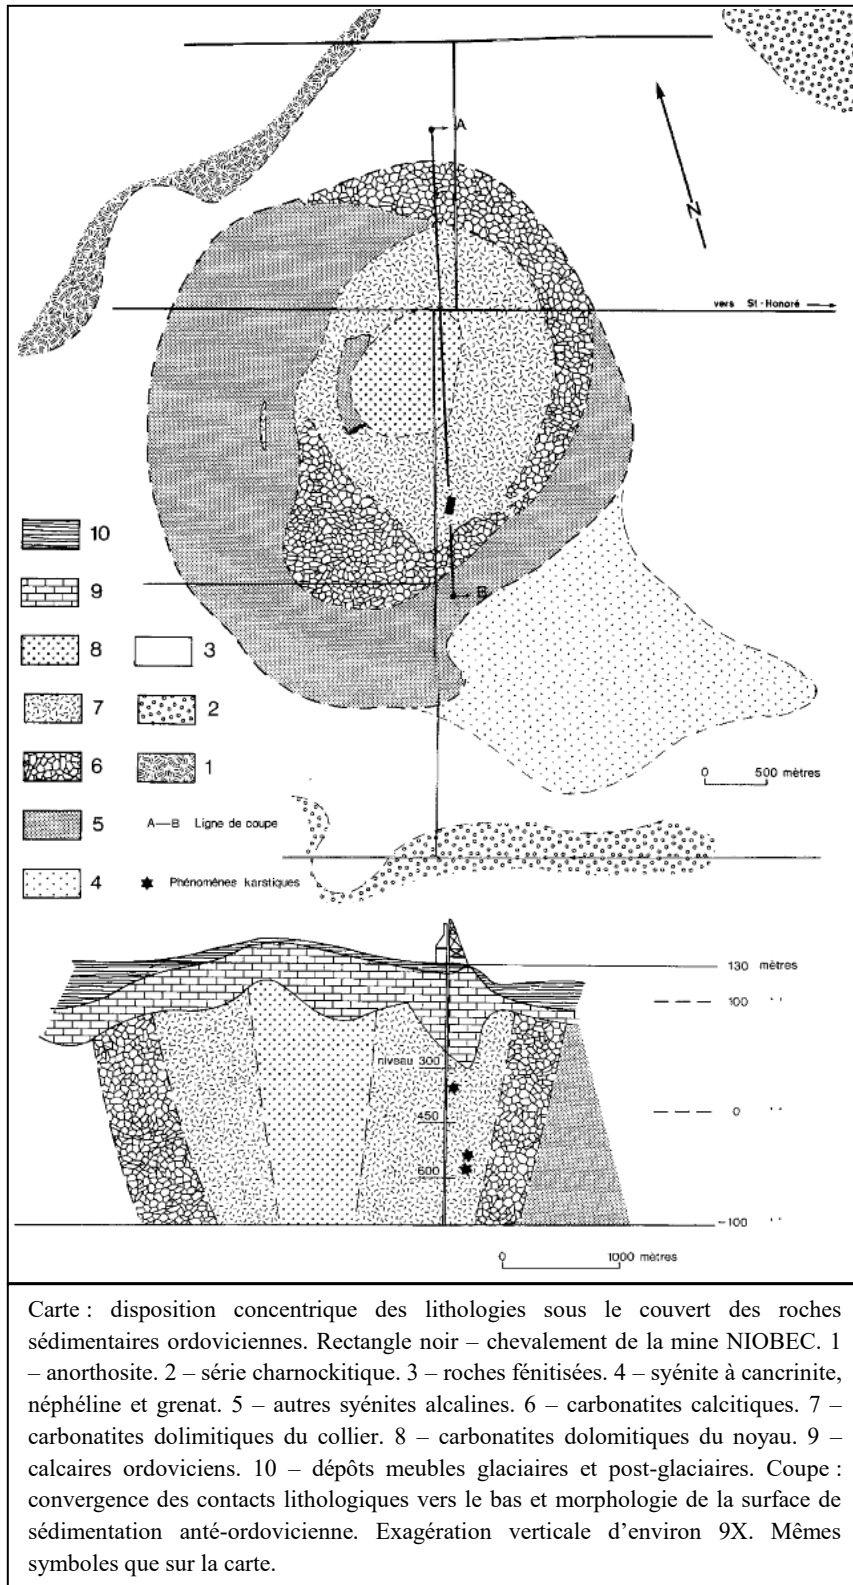 A
N
vers St-Honoré
B
10
9
8 3
7 2
6 1
5 A—B Ligne de coupe
4 Phénomènes karstiques
0 500 mètres
130 mètres
100 ''
niveau 300
450
0 ''
600
-100 ''
0 1000 mètres
Carte : disposition concentrique des lithologies sous le couvert des roches
sédimentaires ordoviciennes. Rectangle noir – chevalement de la mine NIOBEC. 1
– anorthosite. 2 – série charnockitique. 3 – roches fénitisées. 4 – syénite à cancrinite,
néphéline et grenat. 5 – autres syénites alcalines. 6 – carbonatites calcitiques. 7 –
carbonatites dolimitiques du collier. 8 – carbonatites dolomitiques du noyau. 9 –
calcaires ordoviciens. 10 – dépôts meubles glaciaires et post-glaciaires. Coupe :
convergence des contacts lithologiques vers le bas et morphologie de la surface de
sédimentation anté-ordovicienne. Exagération verticale d'environ 9X. Mêmes
symboles que sur la carte.